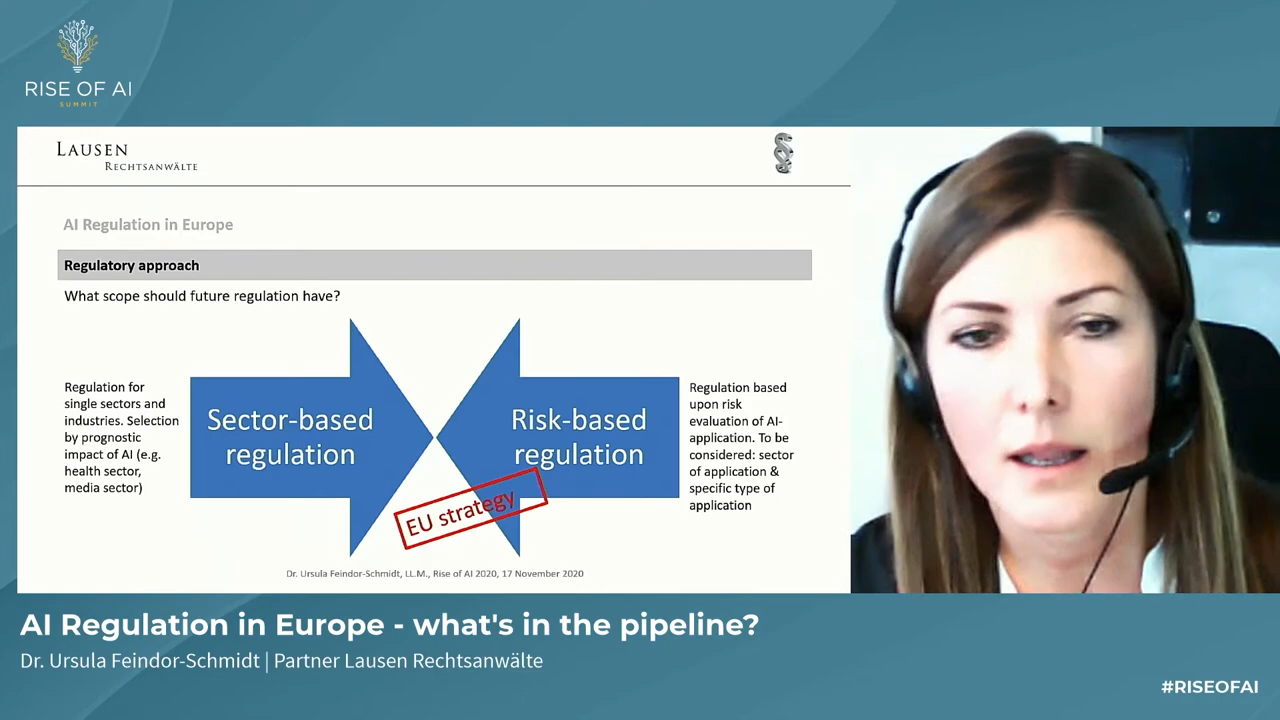 RISE OF AI
SUMMIT
LAUSEN
RECHTSANWÄLTE
AI Regulation in Europe
Regulatory approach
What scope should future regulation have?
Regulation for
single sectors and
industries. Selection
by prognostic
impact of AI (e.g.
health sector,
media sector)
Sector-based
regulation
Risk-based
regulation
EU strategy
Regulation based
upon risk
evaluation of AI-
application. To be
considered: sector
of application &
specific type of
application
Dr. Ursula Feindor-Schmidt, LL.M., Rise of AI 2020, 17 November 2020
AI Regulation in Europe - what's in the pipeline?
Dr. Ursula Feindor-Schmidt | Partner Lausen Rechtsanwälte
#RISEOFAI